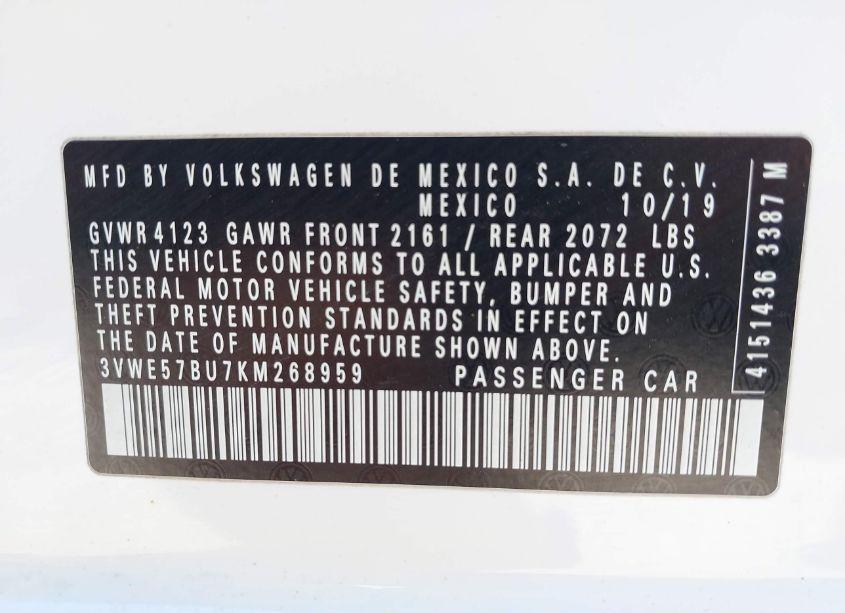 MFD BY VOLKSWAGEN DE MEXICO S.A. DE C.V.
MEXICO 10/19
GVWR 4123 GAWR FRONT 2161 / REAR 2072 LBS
THIS VEHICLE CONFORMS TO ALL APPLICABLE U.S.
FEDERAL MOTOR VEHICLE SAFETY, BUMPER AND
THEFT PREVENTION STANDARDS IN EFFECT ON
THE DATE OF MANUFACTURE SHOWN ABOVE.
3VWE57BU7KM268959 PASSENGER CAR
4151436 3387 M